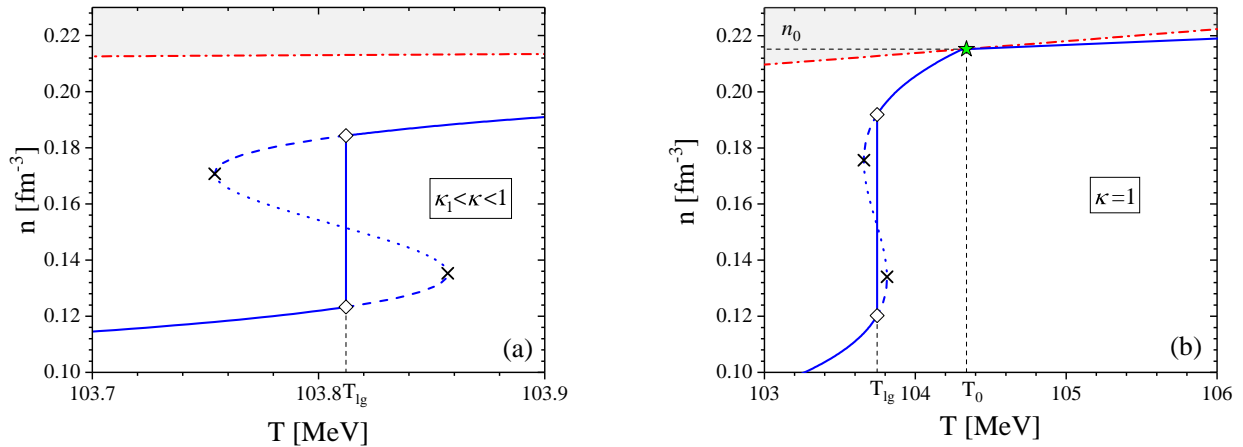 0.22
0.20
0.18
0.16
0.14
0.12
0.10
n [fm⁻³]
κ₁<κ<1
(a)
103.7
103.8
T_lg
103.9
T [MeV]
0.22
0.20
0.18
0.16
0.14
0.12
0.10
n [fm⁻³]
n₀
κ=1
(b)
103
T_lg
104
T₀
105
106
T [MeV]